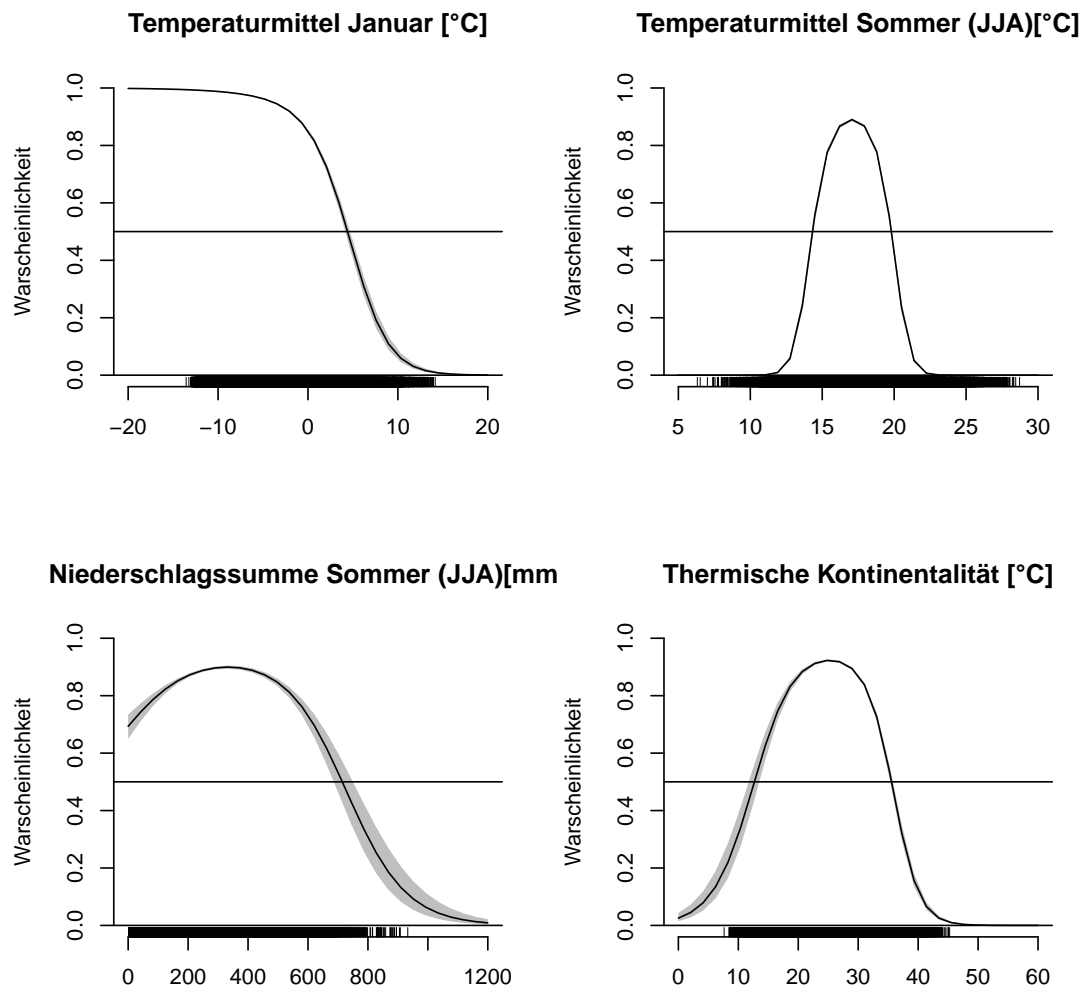 Temperaturmittel Januar [°C]
Warscheinlichkeit
0.0 0.2 0.4 0.6 0.8 1.0
−20 −10 0 10 20
Temperaturmittel Sommer (JJA)[°C]
Warscheinlichkeit
0.0 0.2 0.4 0.6 0.8 1.0
5 10 15 20 25 30
Niederschlagssumme Sommer (JJA)[mm
Warscheinlichkeit
0.0 0.2 0.4 0.6 0.8 1.0
0 200 400 600 800 1200
Thermische Kontinentalität [°C]
Warscheinlichkeit
0.0 0.2 0.4 0.6 0.8 1.0
0 10 20 30 40 50 60